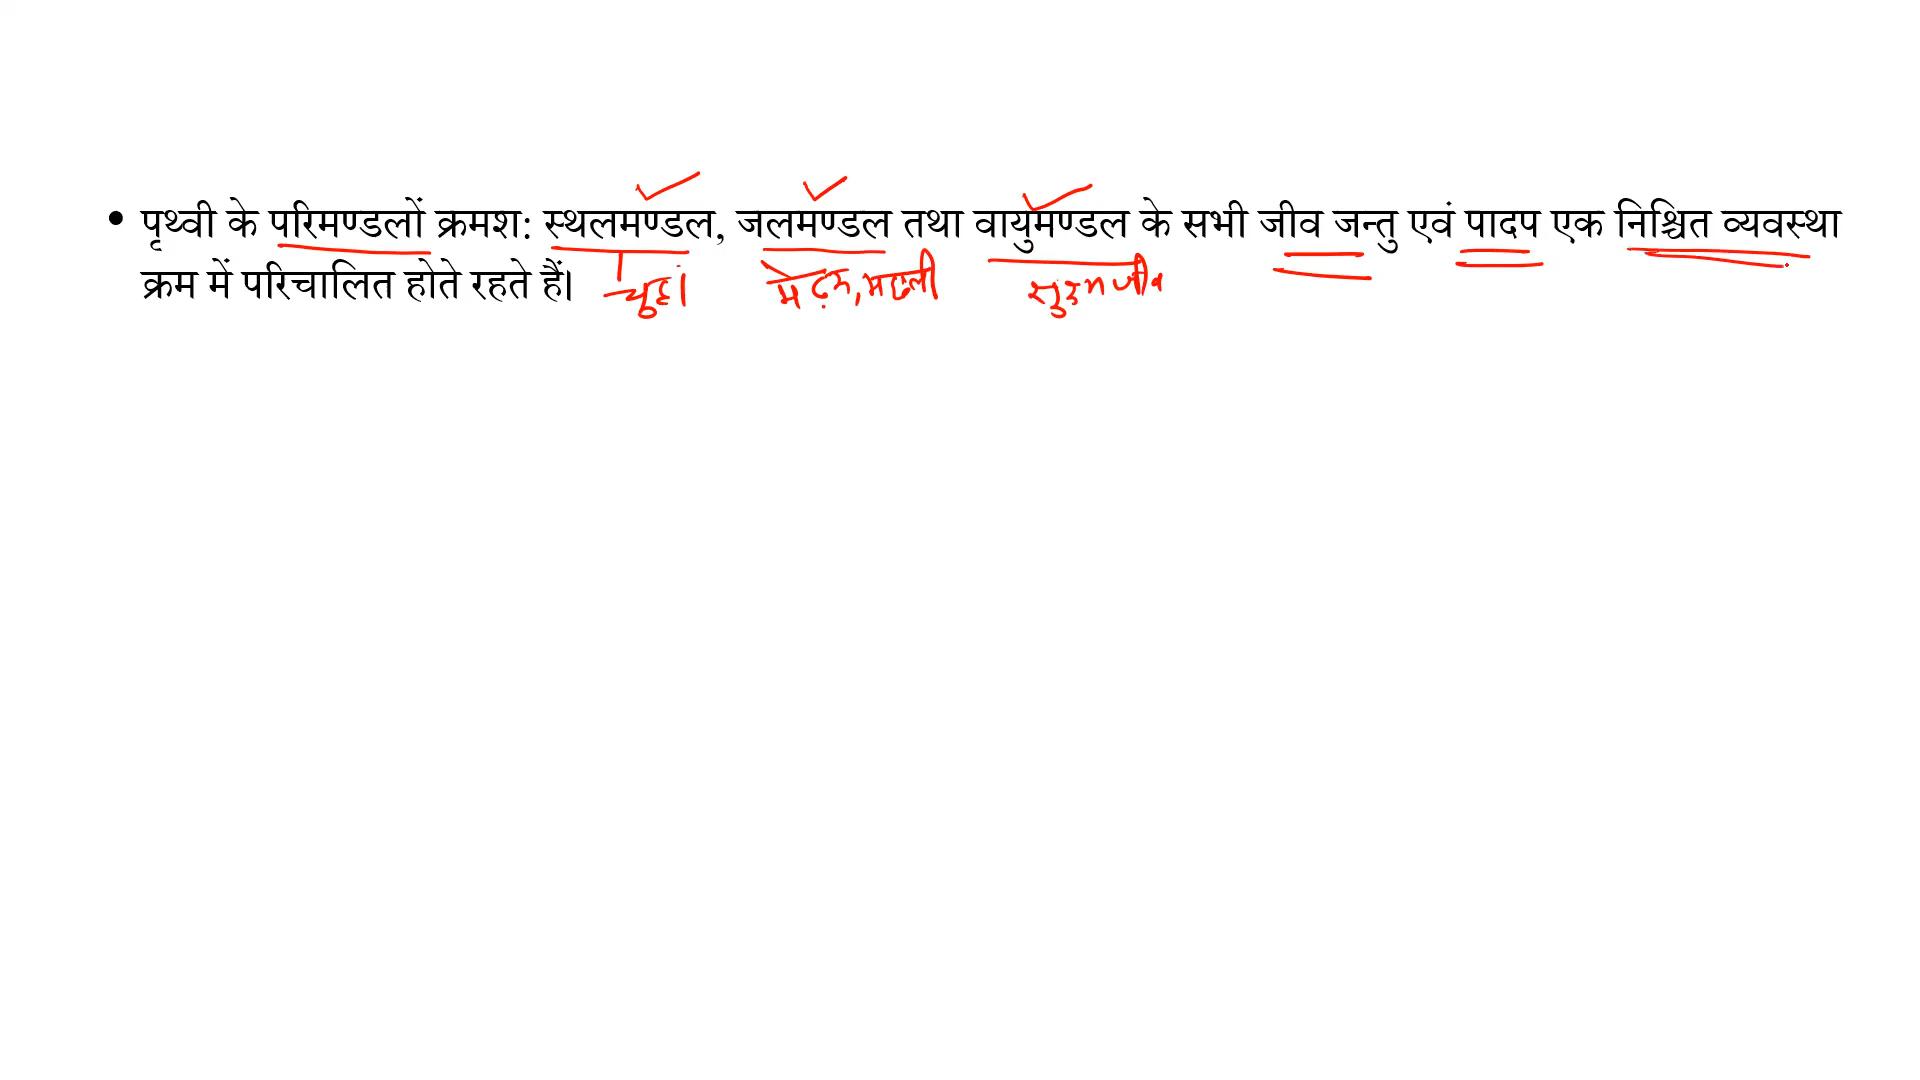 • पृथ्वी के परिमण्डलों क्रमश: स्थलमण्डल, जलमण्डल तथा वायुमण्डल के सभी जीव जन्तु एवं पादप एक निश्चित व्यवस्था
क्रम में परिचालित होते रहते हैं।
चुहा मेढ़क, मछली सुक्ष्मजीव